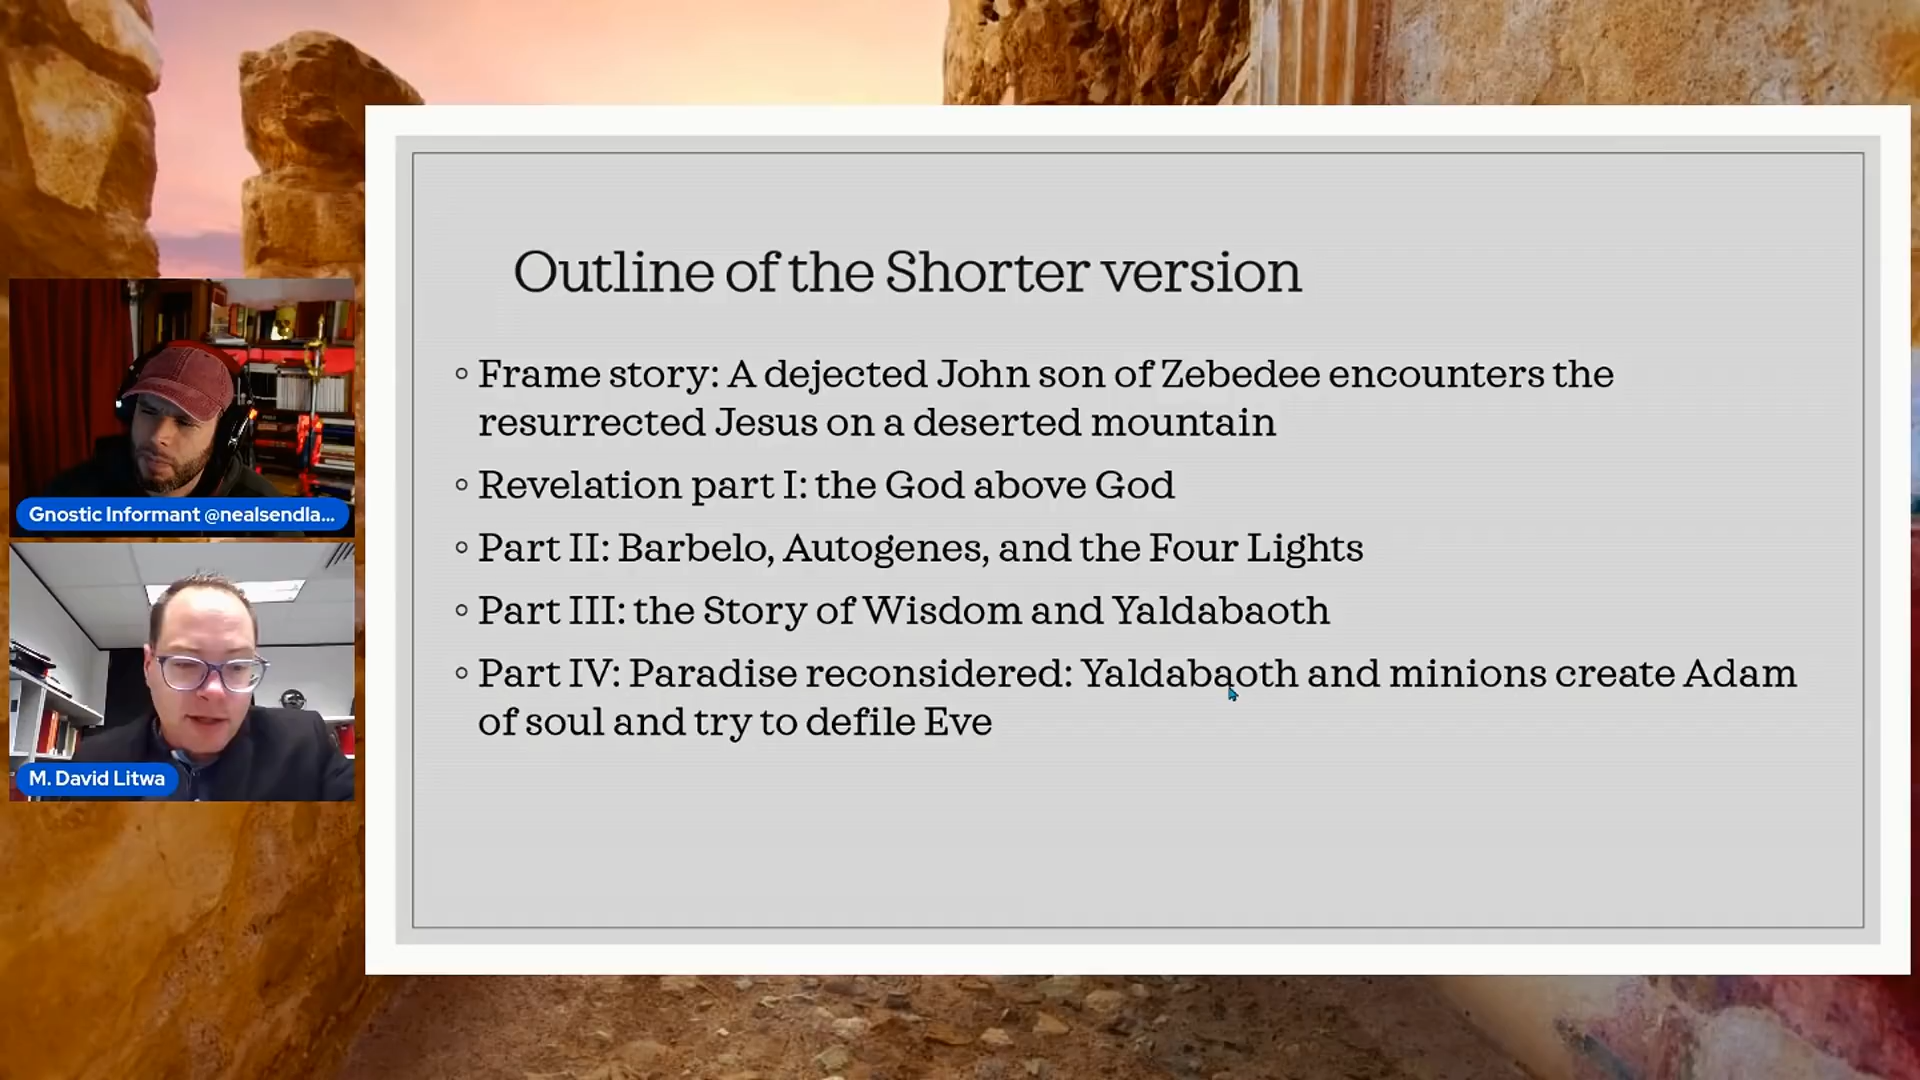 Outline of the Shorter version
◦ Frame story: A dejected John son of Zebedee encounters the
resurrected Jesus on a deserted mountain
◦ Revelation part I: the God above God
◦ Part II: Barbelo, Autogenes, and the Four Lights
◦ Part III: the Story of Wisdom and Yaldabaoth
◦ Part IV: Paradise reconsidered: Yaldabaoth and minions create Adam
of soul and try to defile Eve
Gnostic Informant @nealsendla...
M. David Litwa